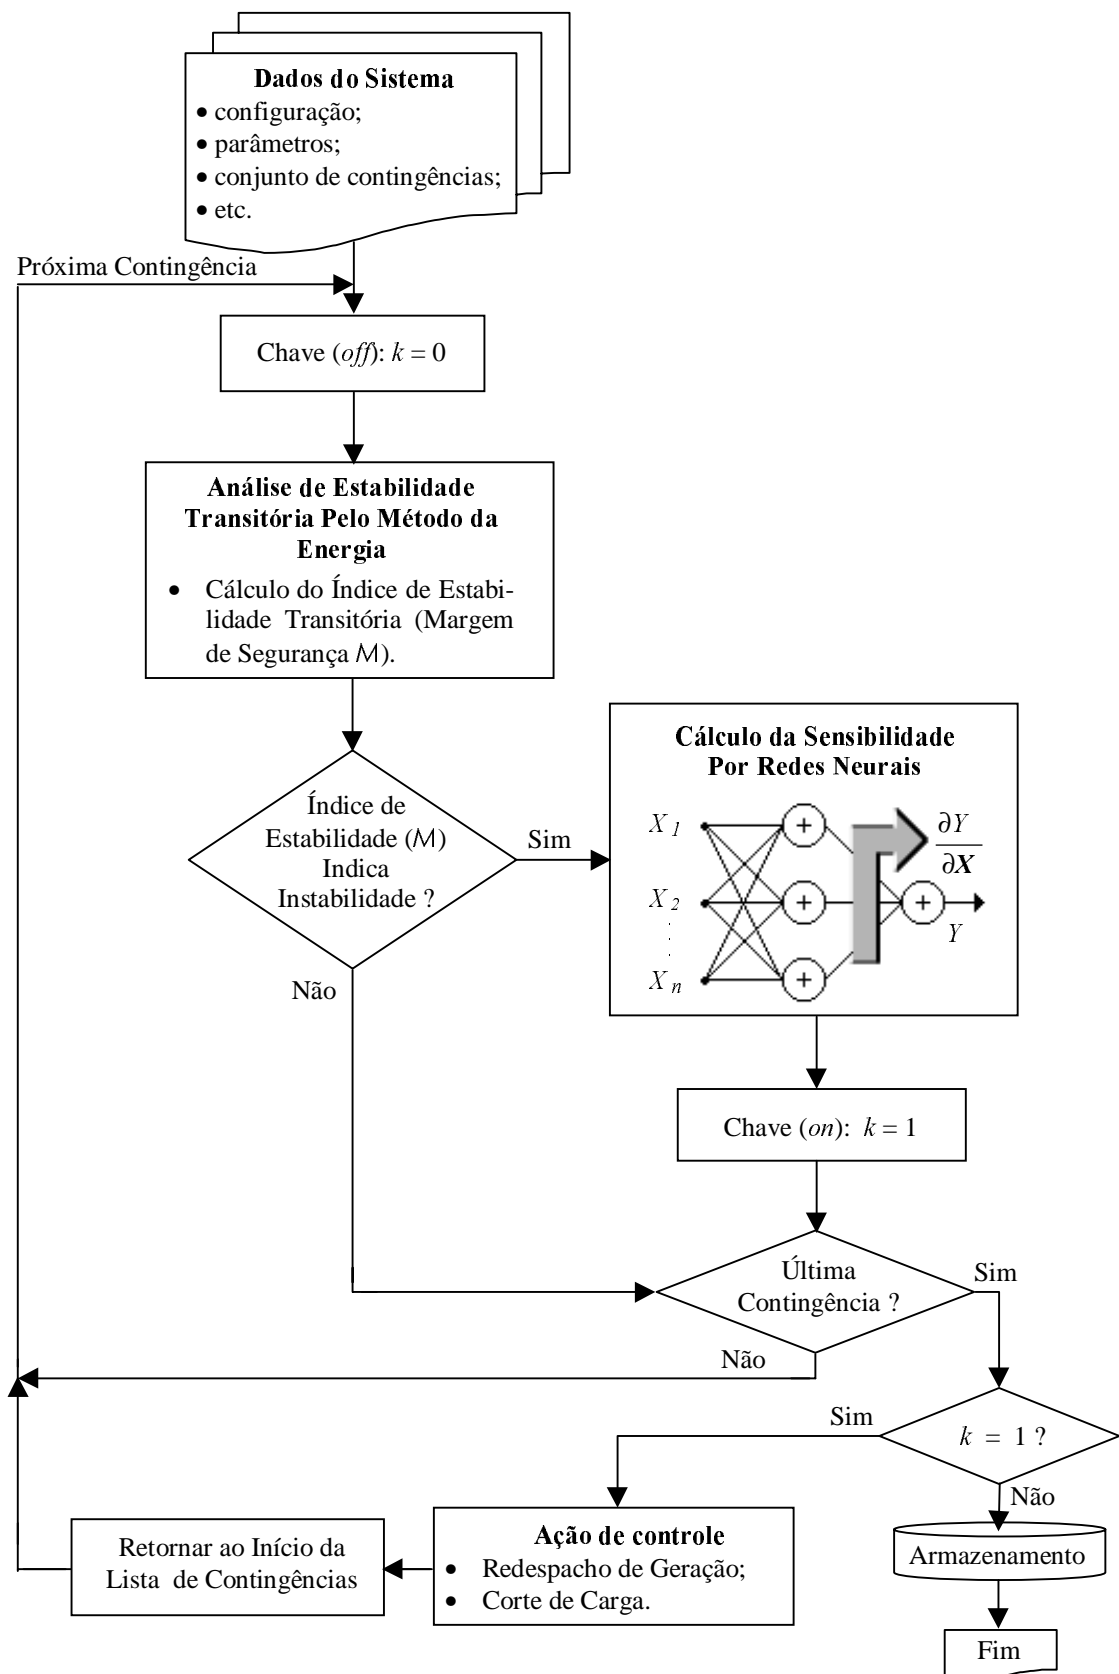 Dados do Sistema
• configuração;
• parâmetros;
• conjunto de contingências;
• etc.
Próxima Contingência
Chave (off): k = 0
Análise de Estabilidade
Transitória Pelo Método da
Energia
• Cálculo do Índice de Estabi-
lidade Transitória (Margem
de Segurança M).
Índice de
Estabilidade (M)
Indica
Instabilidade ?
Sim
Não
Cálculo da Sensibilidade
Por Redes Neurais
X 1
X 2
X n
+
+
+
+
∂Y
∂X
Y
Chave (on): k = 1
Última
Contingência ?
Sim
Não
k = 1 ?
Sim
Não
Ação de controle
• Redespacho de Geração;
• Corte de Carga.
Retornar ao Início da
Lista de Contingências
Armazenamento
Fim